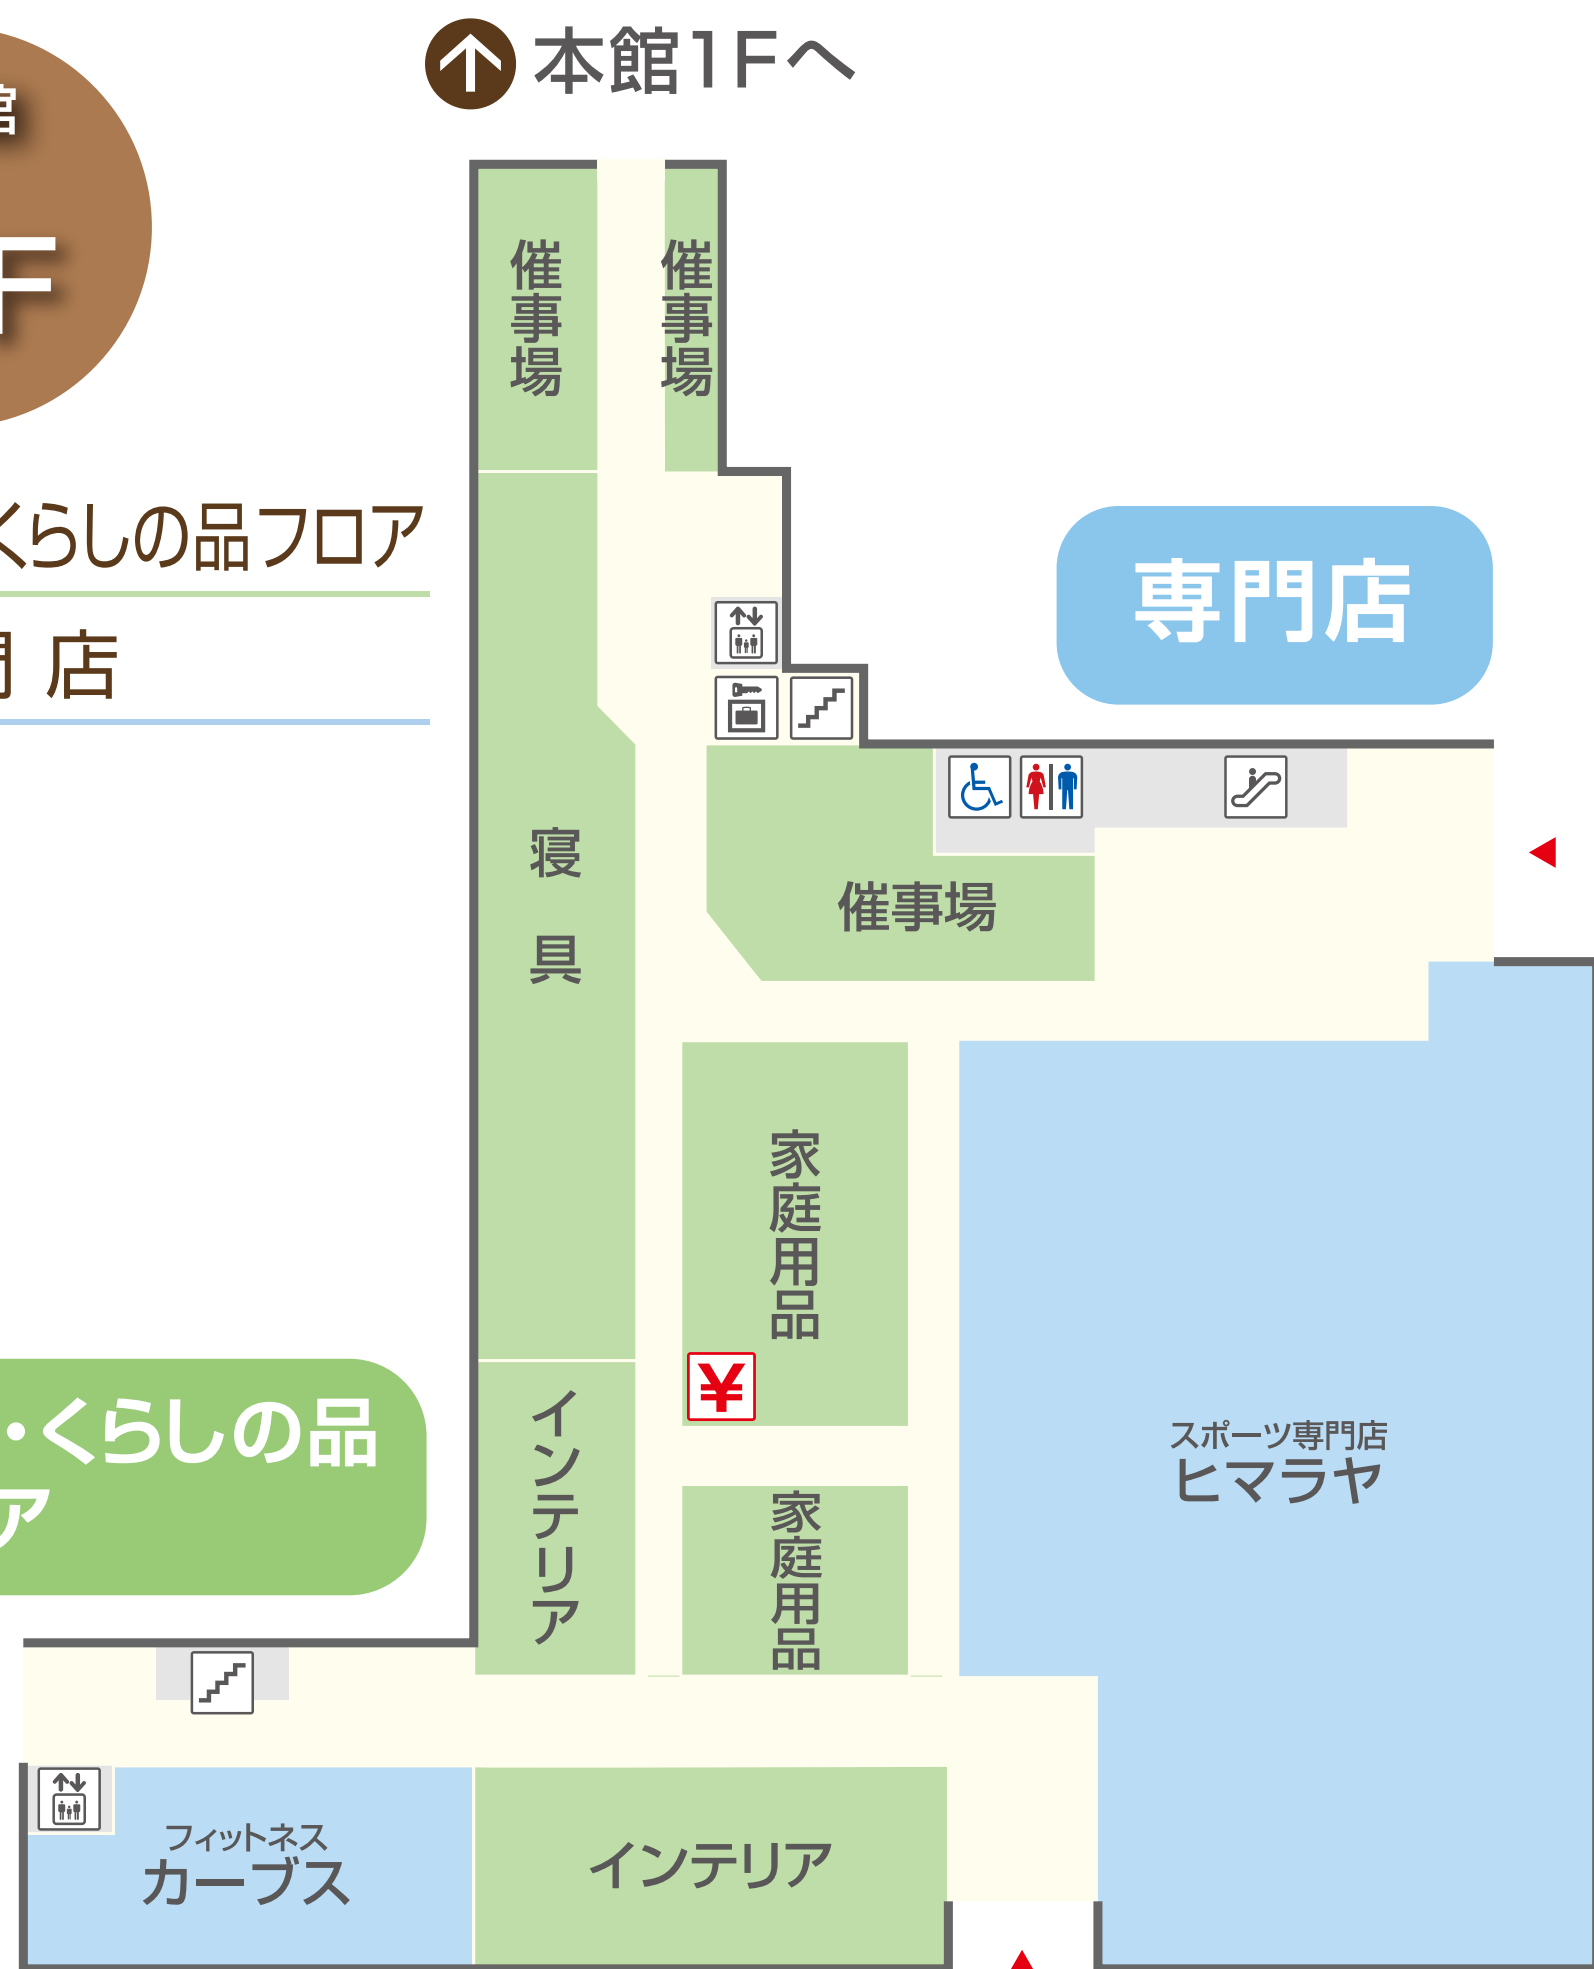 本館1Fへ
館
F
くらしの品フロア
門店
専門店
催事場
催事場
寝具
催事場
家庭用品
¥
インテリア
家庭用品
スポーツ専門店
ヒマラヤ
・くらしの品
ア
フィットネス
カーブス
インテリア